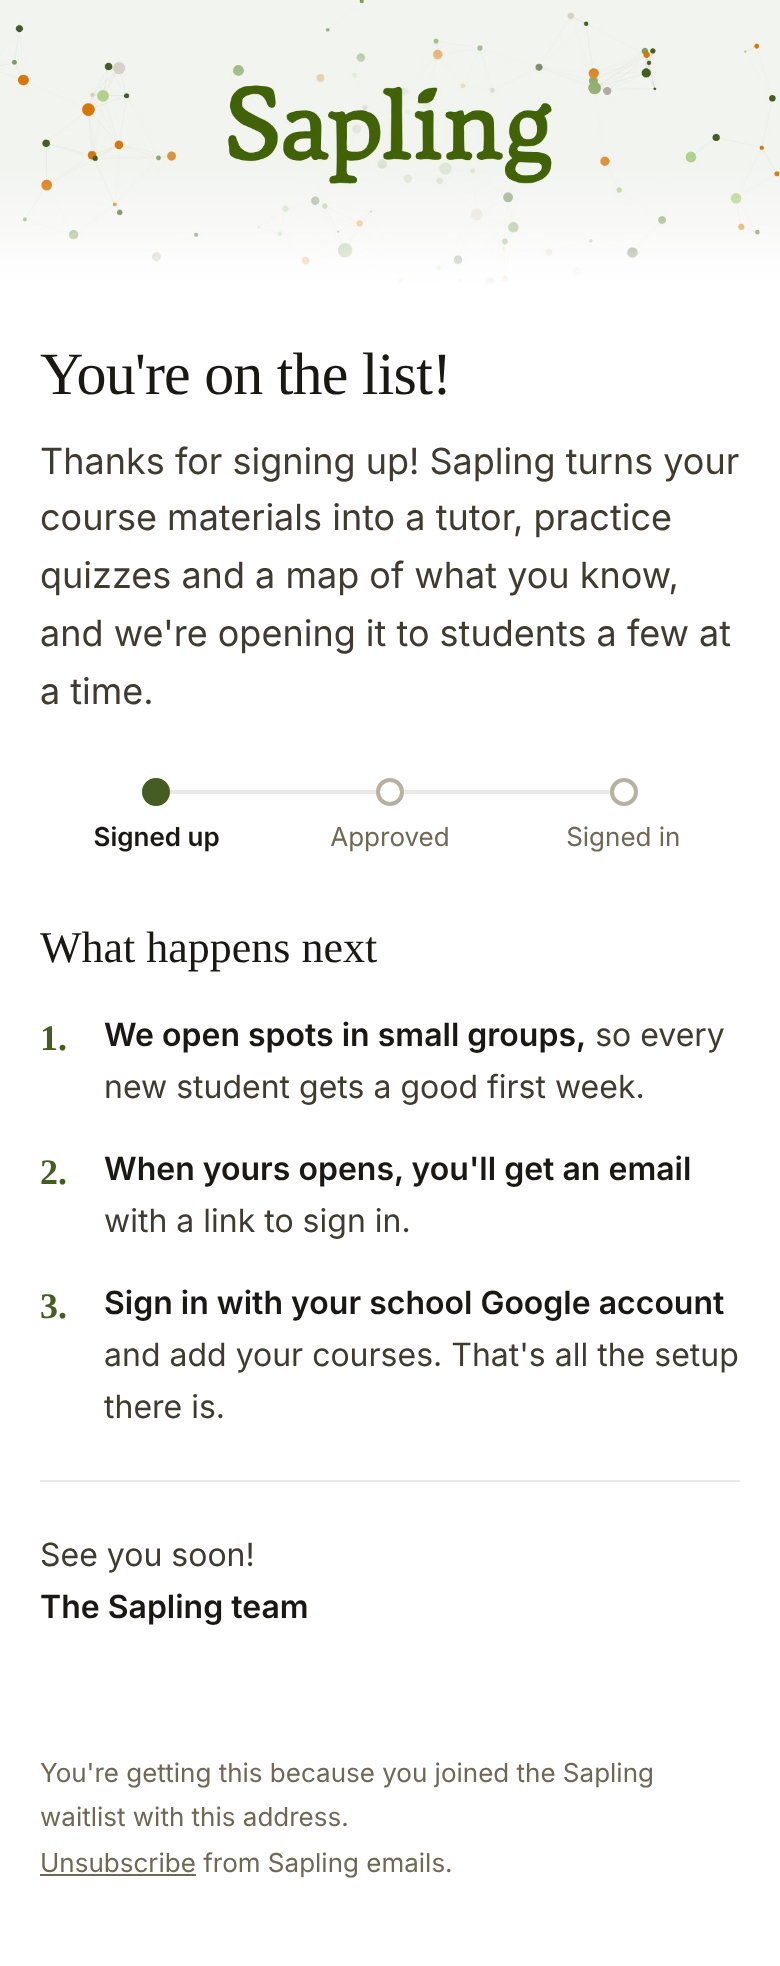 Sapling
You're on the list!
Thanks for signing up! Sapling turns your
course materials into a tutor, practice
quizzes and a map of what you know,
and we're opening it to students a few at
a time.
Signed up Approved Signed in
What happens next
1. We open spots in small groups, so every
new student gets a good first week.
2. When yours opens, you'll get an email
with a link to sign in.
3. Sign in with your school Google account
and add your courses. That's all the setup
there is.
See you soon!
The Sapling team
You're getting this because you joined the Sapling
waitlist with this address.
Unsubscribe from Sapling emails.